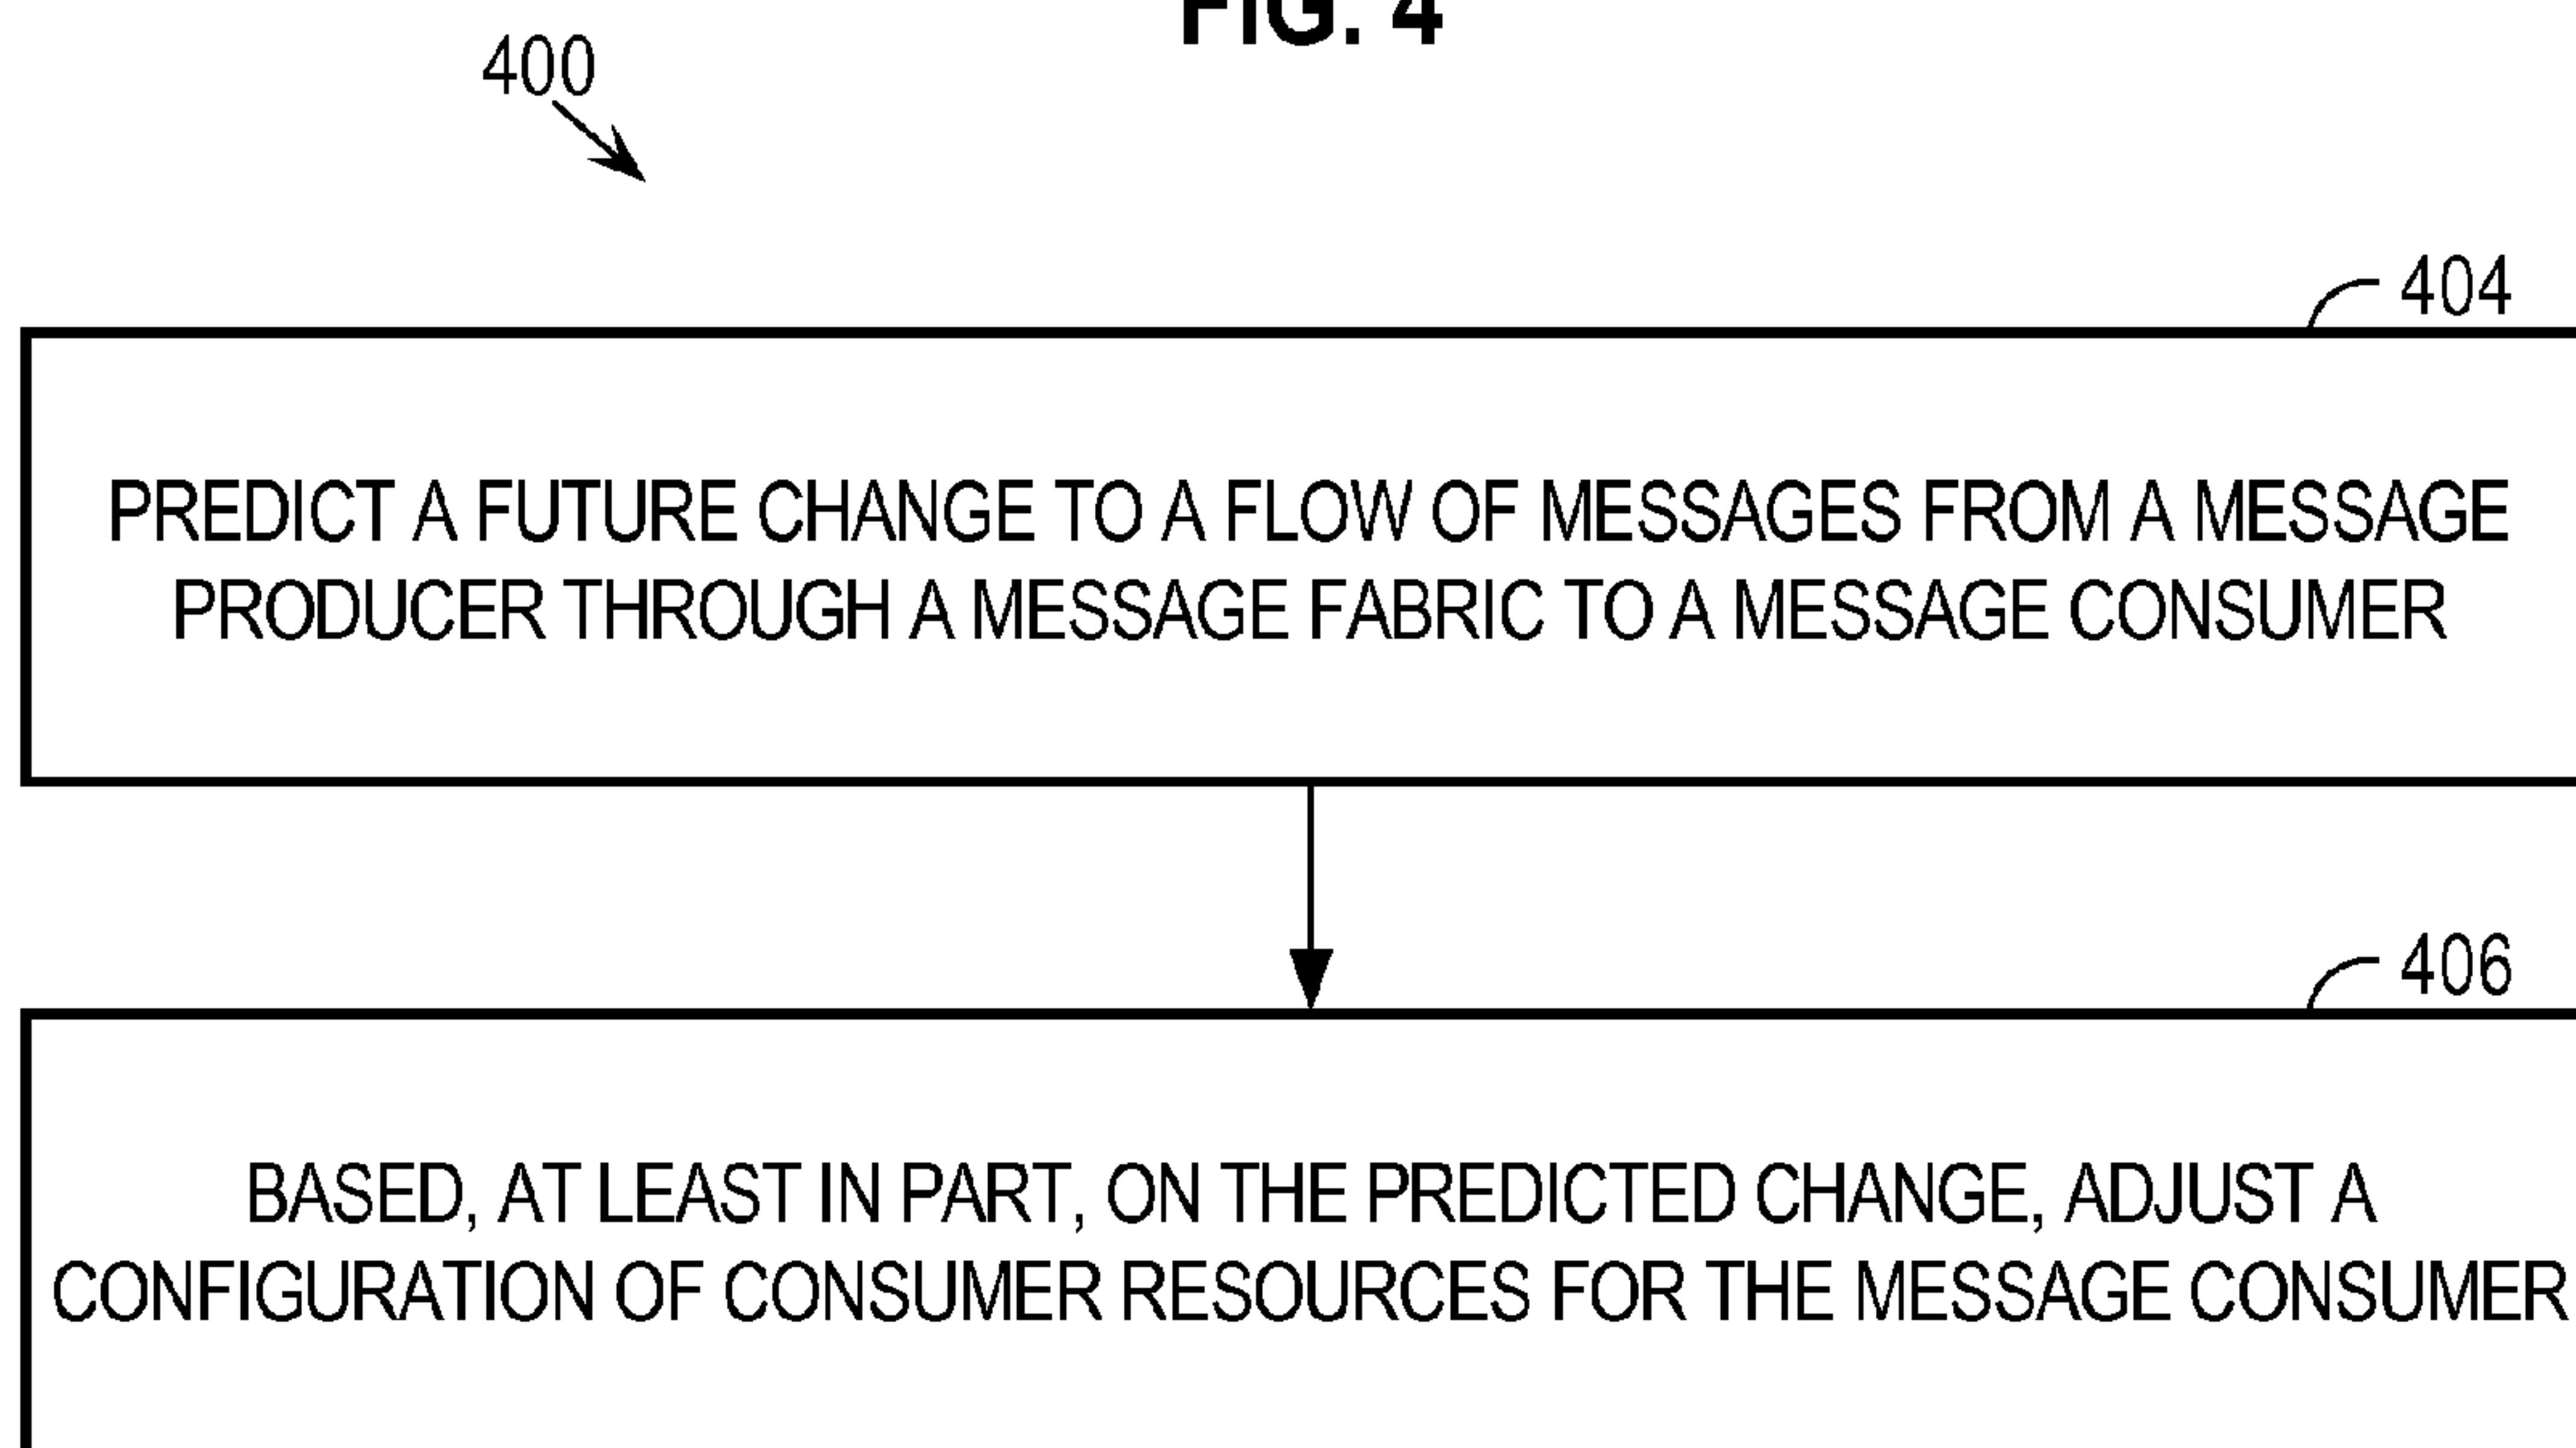 FIG. 4
400
404
PREDICT A FUTURE CHANGE TO A FLOW OF MESSAGES FROM A MESSAGE
PRODUCER THROUGH A MESSAGE FABRIC TO A MESSAGE CONSUMER
406
BASED, AT LEAST IN PART, ON THE PREDICTED CHANGE, ADJUST A
CONFIGURATION OF CONSUMER RESOURCES FOR THE MESSAGE CONSUMER